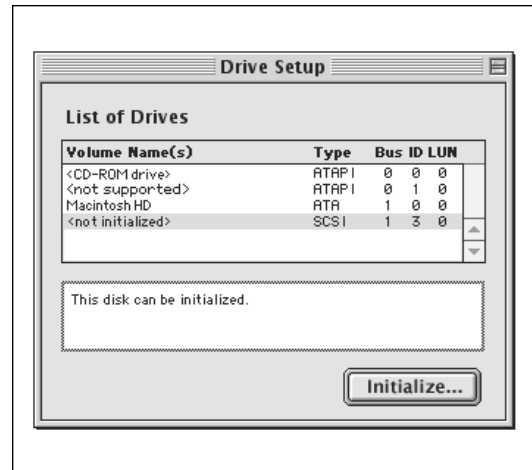 Drive Setup
List of Drives
Volume Name(s) Type Bus ID LUN
<CD-ROM drive> ATAPI 0 0 0
<not supported> ATAPI 0 1 0
Macintosh HD ATA 1 0 0
<not initialized> SCSI 1 3 0
This disk can be initialized.
Initialize...